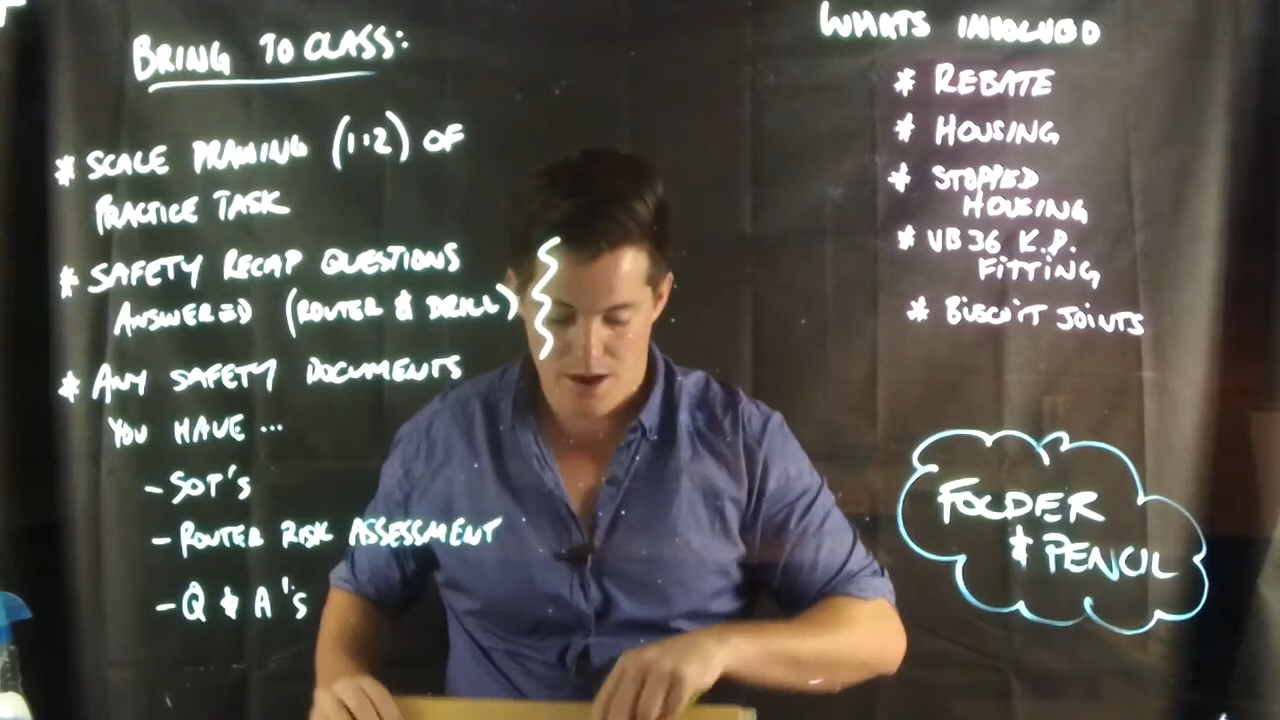 BRING TO CLASS:
* SCALE DRAWING (1:2) OF
PRACTICE TASK
* SAFETY RECAP QUESTIONS
ANSWERED (ROUTER & DRILL)
* ANY SAFETY DOCUMENTS
YOU HAVE ...
- SOP'S
- ROUTER RISK ASSESSMENT
- Q & A'S
WHATS INVOLVED
* REBATE
* HOUSING
* STOPPED
HOUSING
* VB36 K.D.
FITTING
* BISCUIT JOINTS
FOLDER
& PENCIL